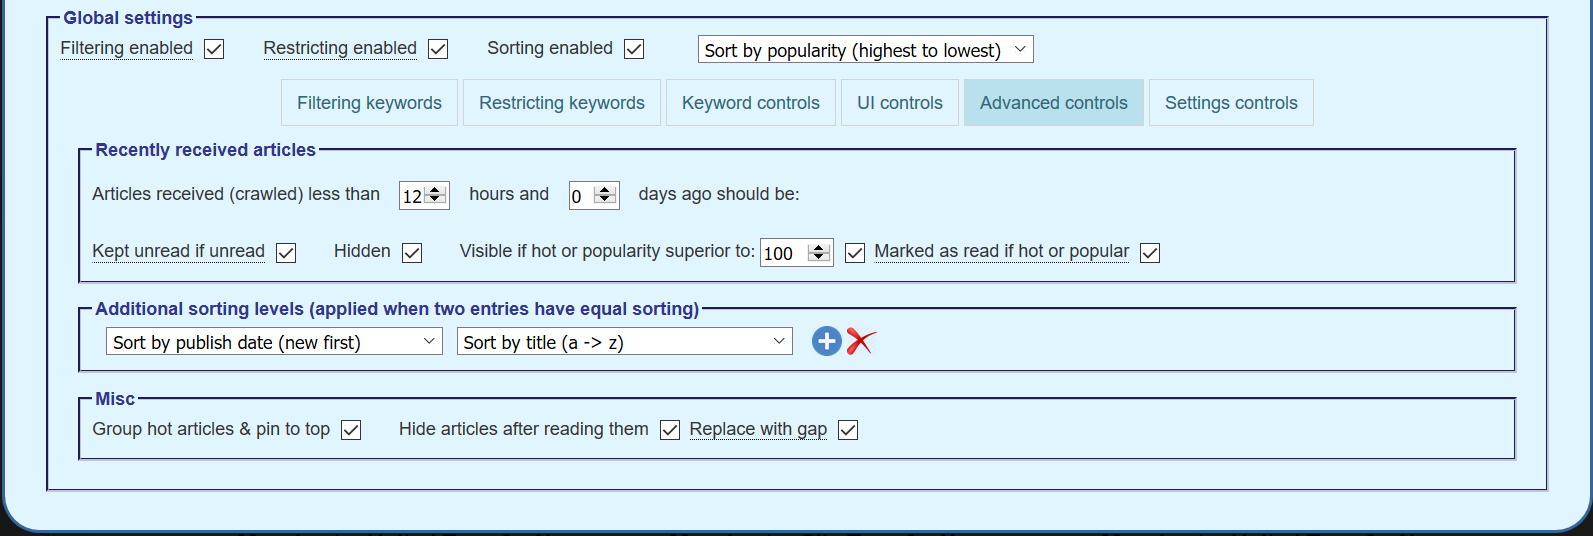 Global settings
Filtering enabled Restricting enabled Sorting enabled Sort by popularity (highest to lowest)
Filtering keywords Restricting keywords Keyword controls UI controls Advanced controls Settings controls
Recently received articles
Articles received (crawled) less than 12 hours and 0 days ago should be:
Kept unread if unread Hidden Visible if hot or popularity superior to: 100 Marked as read if hot or popular
Additional sorting levels (applied when two entries have equal sorting)
Sort by publish date (new first) Sort by title (a -> z)
Misc
Group hot articles & pin to top Hide articles after reading them Replace with gap